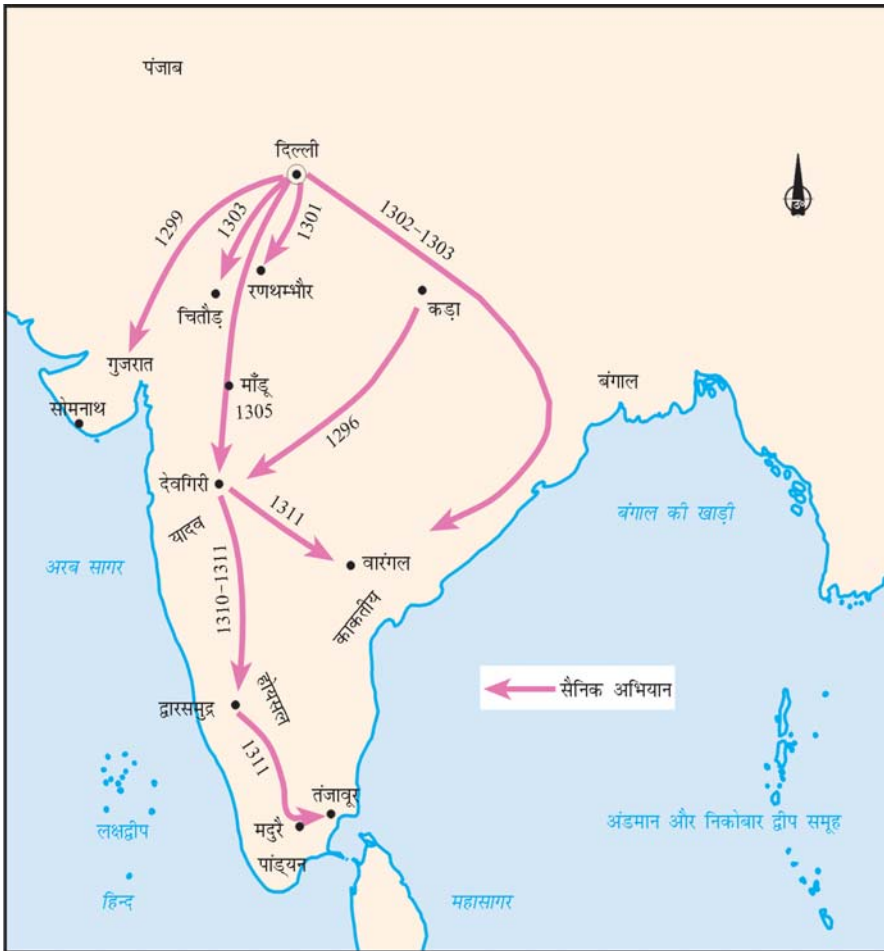 पंजाब
दिल्ली
उ०
1299
1303
1301
1302–1303
रणथम्भौर
चितौड़
कड़ा
गुजरात
माँडू
1305
बंगाल
सोमनाथ
1296
देवगिरी
1311
बंगाल की खाड़ी
यादव
वारंगल
अरब सागर
1310–1311
काकतीय
सैनिक अभियान
होयसल
द्वारसमुद्र
1311
तंजावूर
लक्षद्वीप
मदुरै
अंडमान और निकोबार द्वीप समूह
पांड्यन
हिन्द
महासागर